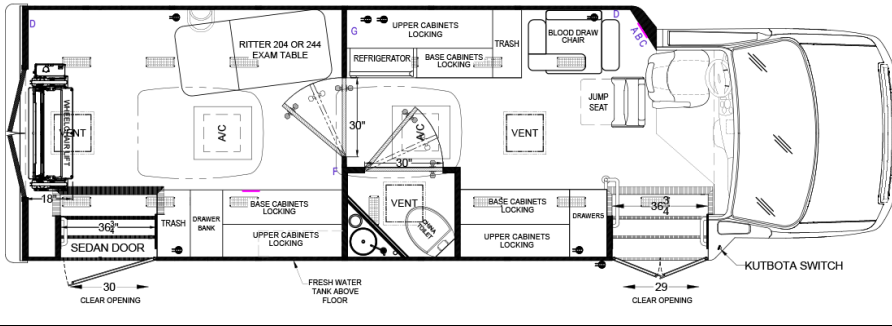 D
RITTER 204 OR 244
EXAM TABLE
WHEELCHAIR LIFT
VENT
A/C
18"
36 3/4"
SEDAN DOOR
30
CLEAR OPENING
TRASH
DRAWER
BANK
BASE CABINETS
LOCKING
UPPER CABINETS
LOCKING
FRESH WATER
TANK ABOVE
FLOOR
G
UPPER CABINETS
LOCKING
REFRIGERATOR
BASE CABINETS
LOCKING
TRASH
BLOOD DRAW
CHAIR
D
A B C
30"
A/C
30"
F
VENT
CHINA
TOILET
VENT
JUMP
SEAT
BASE CABINETS
LOCKING
UPPER CABINETS
LOCKING
DRAWERS
36 3/4
29
CLEAR OPENING
KUTBOTA SWITCH